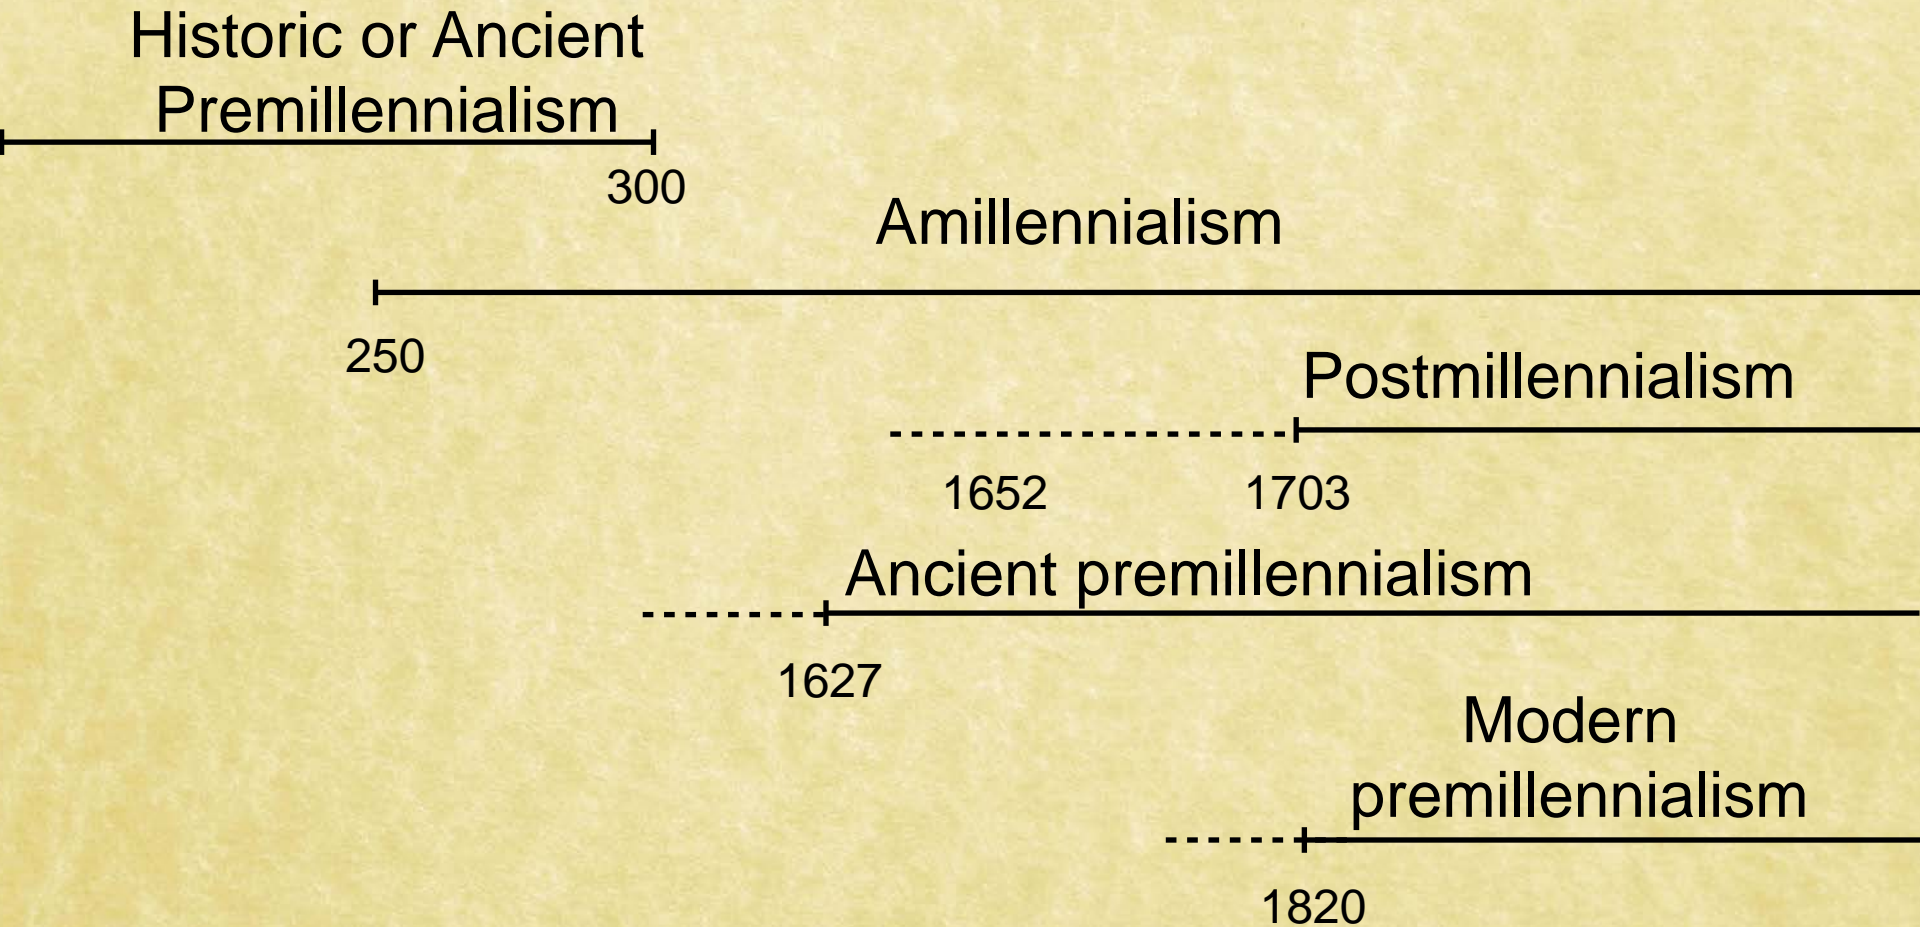 Historic or Ancient
Premillennialism
300
Amillennialism
250
Postmillennialism
1652 1703
Ancient premillennialism
1627
Modern
premillennialism
1820